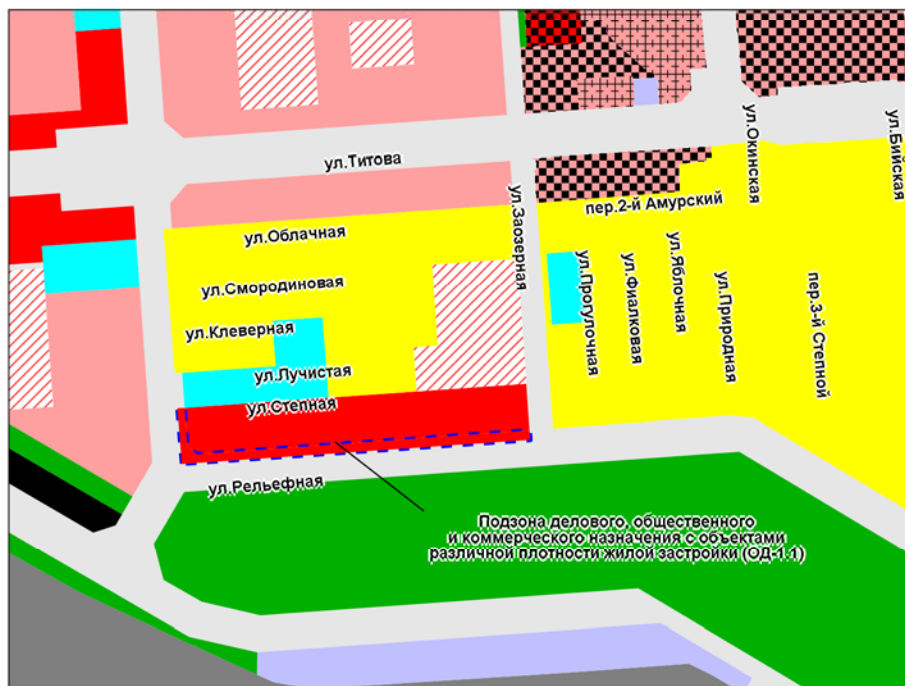 ул.Титова
ул.Заозерная
ул.Окинская
ул.Бийская
пер.2-й Амурский
ул.Облачная
ул.Смородиновая
ул.Клеверная
ул.Лучистая
ул.Степная
ул.Рельефная
ул.Прогулочная
ул.Фиалковая
ул.Яблочная
ул.Природная
пер.3-й Степной
Подзона делового, общественного
и коммерческого назначения с объектами
различной плотности жилой застройки (ОД-1.1)